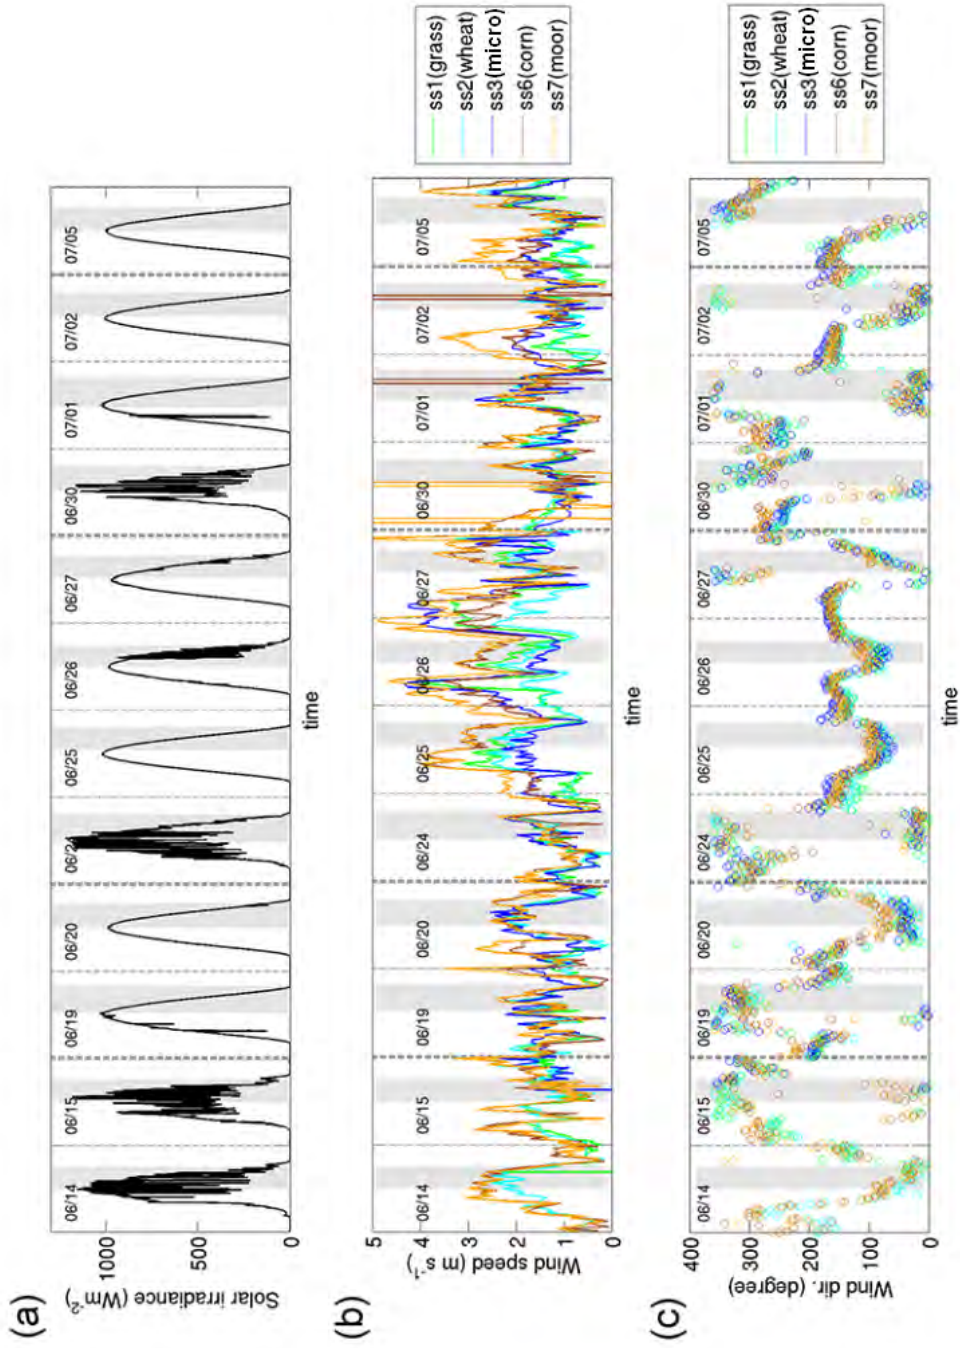 (a)
Solar irradiance (Wm⁻²)
1000
500
0
06/14
06/15
06/19
06/20
06/24
06/25
06/26
06/27
06/30
07/01
07/02
07/05
time
(b)
Wind speed (m s⁻¹)
5
4
3
2
1
0
06/14
06/15
06/19
06/20
06/24
06/25
06/26
06/27
06/30
07/01
07/02
07/05
time
ss1(grass)
ss2(wheat)
ss3(micro)
ss6(corn)
ss7(moor)
(c)
Wind dir. (degree)
400
300
200
100
0
06/14
06/15
06/19
06/20
06/24
06/25
06/26
06/27
06/30
07/01
07/02
07/05
time
ss1(grass)
ss2(wheat)
ss3(micro)
ss6(corn)
ss7(moor)